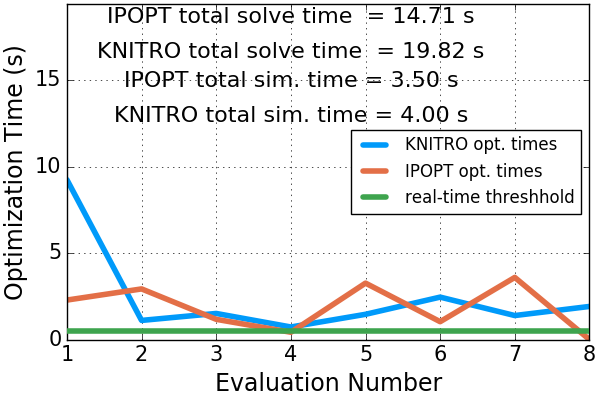 IPOPT total solve time = 14.71 s
KNITRO total solve time = 19.82 s
IPOPT total sim. time = 3.50 s
KNITRO total sim. time = 4.00 s
KNITRO opt. times
IPOPT opt. times
real-time threshhold
Optimization Time (s)
15
10
5
0
1 2 3 4 5 6 7 8
Evaluation Number